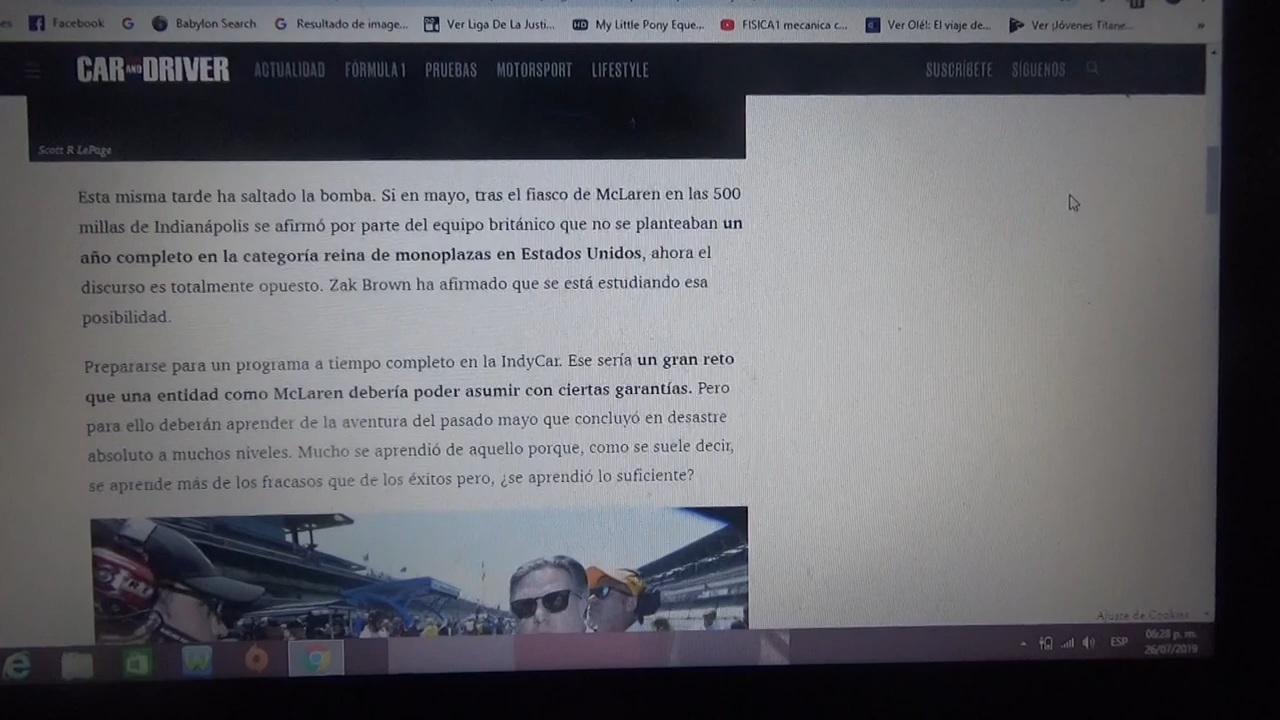 es Facebook Babylon Search Resultado de image... Ver Liga De La Justi... My Little Pony Eque... FISICA1 mecanica c... Ver Olé!: El viaje de... Ver ¡Jóvenes Titane... »
CAR AND DRIVER ACTUALIDAD FÓRMULA 1 PRUEBAS MOTORSPORT LIFESTYLE SUSCRÍBETE SÍGUENOS
Scott R LePage
Esta misma tarde ha saltado la bomba. Si en mayo, tras el fiasco de McLaren en las 500
millas de Indianápolis se afirmó por parte del equipo británico que no se planteaban un
año completo en la categoría reina de monoplazas en Estados Unidos, ahora el
discurso es totalmente opuesto. Zak Brown ha afirmado que se está estudiando esa
posibilidad.
Prepararse para un programa a tiempo completo en la IndyCar. Ese sería un gran reto
que una entidad como McLaren debería poder asumir con ciertas garantías. Pero
para ello deberán aprender de la aventura del pasado mayo que concluyó en desastre
absoluto a muchos niveles. Mucho se aprendió de aquello porque, como se suele decir,
se aprende más de los fracasos que de los éxitos pero, ¿se aprendió lo suficiente?
Ajuste de Cookies
ESP 06:28 p. m.
26/07/2019